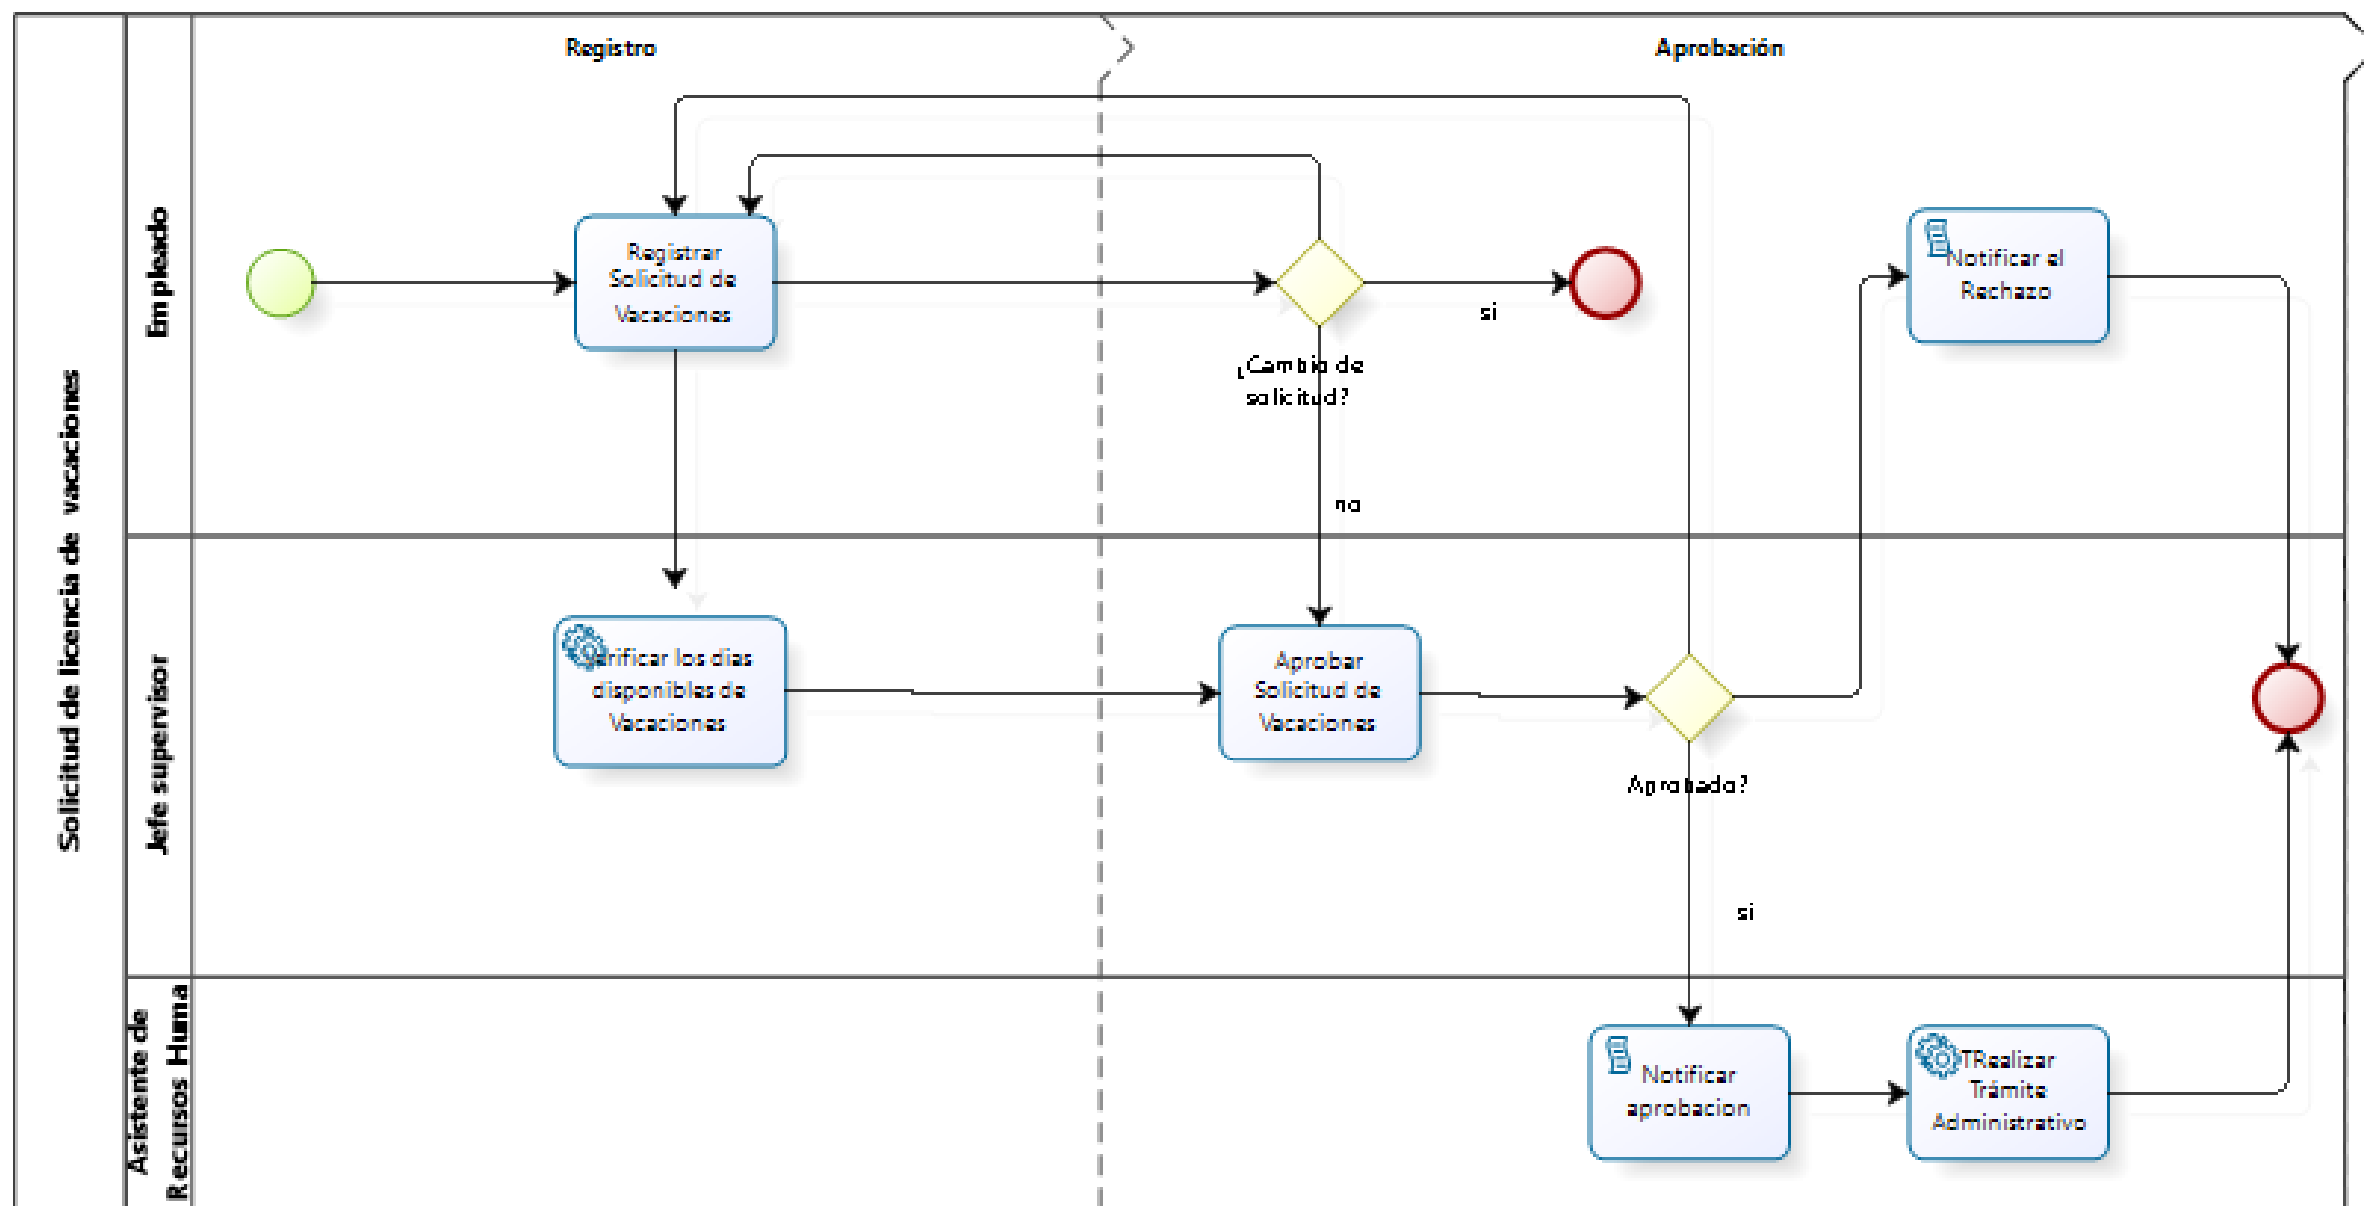 Registro
Aprobación
Solicitud de licencia de vacaciones
Empleado
Registrar
Solicitud de
Vacaciones
si
¿Cambio de
solicitud?
no
Notificar el
Rechazo
Jefe supervisor
Verificar los dias
disponibles de
Vacaciones
Aprobar
Solicitud de
Vacaciones
Aprobado?
si
Asistente de
Recursos Huma
Notificar
aprobacion
TRealizar
Trámite
Administrativo